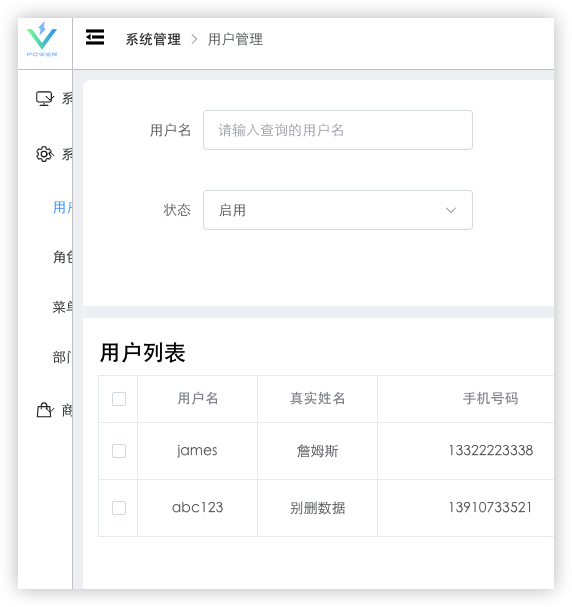 POWER
系统管理
用户管理
系
系
用户
角色
菜单
部门
商
用户名
请输入查询的用户名
状态
启用
用户列表
用户名
真实姓名
手机号码
james
詹姆斯
13322223338
abc123
别删数据
13910733521